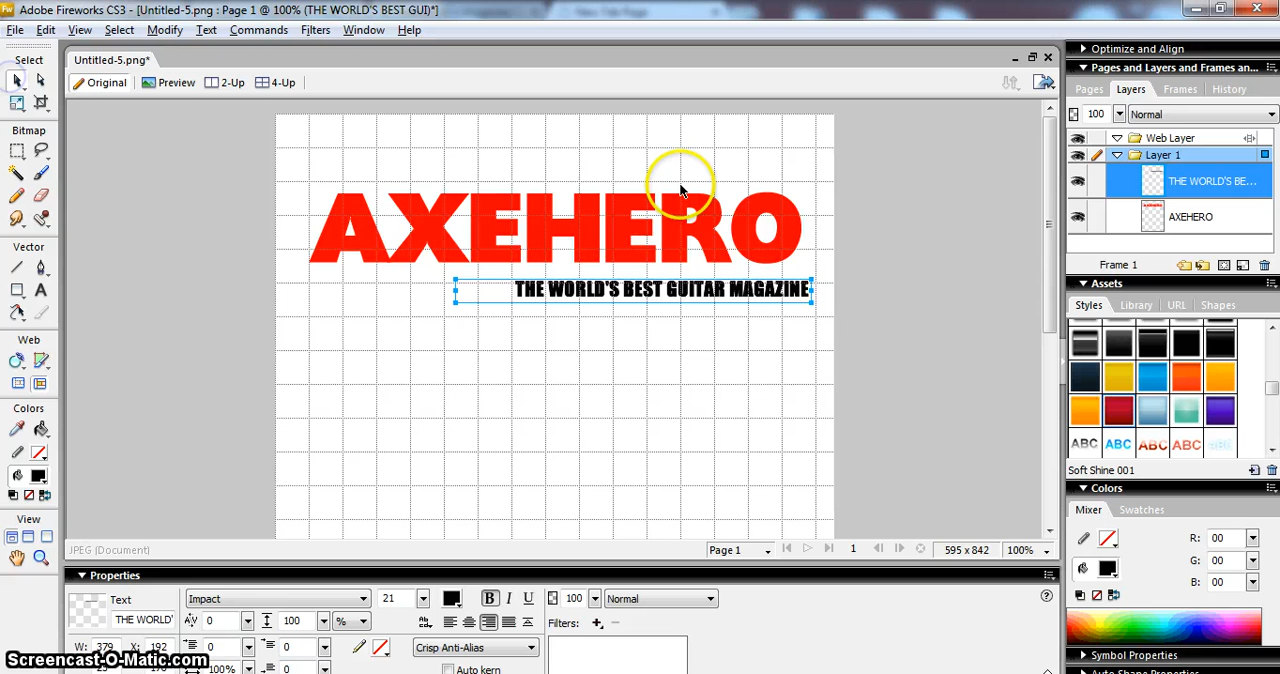 Adobe Fireworks CS3 - [Untitled-5.png : Page 1 @ 100% (THE WORLD'S BEST GUI)*]
File Edit View Select Modify Text Commands Filters Window Help
Select
Bitmap
Vector
Web
Colors
View
Untitled-5.png*
Original Preview 2-Up 4-Up
AXEHERO
THE WORLD'S BEST GUITAR MAGAZINE
JPEG (Document)
Page 1
1
595 x 842
100%
Properties
Text
THE WORLD'
Impact
21
B I U
100
Normal
0
100
%
Filters:
W: 379 X: 192
0
0
Crisp Anti-Alias
100%
0
Auto kern
Screencast-O-Matic.com
Optimize and Align
Pages and Layers and Frames an...
Pages Layers Frames History
100 Normal
Web Layer
Layer 1
THE WORLD'S BE...
AXEHERO
Frame 1
Assets
Styles Library URL Shapes
ABC ABC ABC ABC
Soft Shine 001
Colors
Mixer Swatches
R: 00
G: 00
B: 00
Symbol Properties